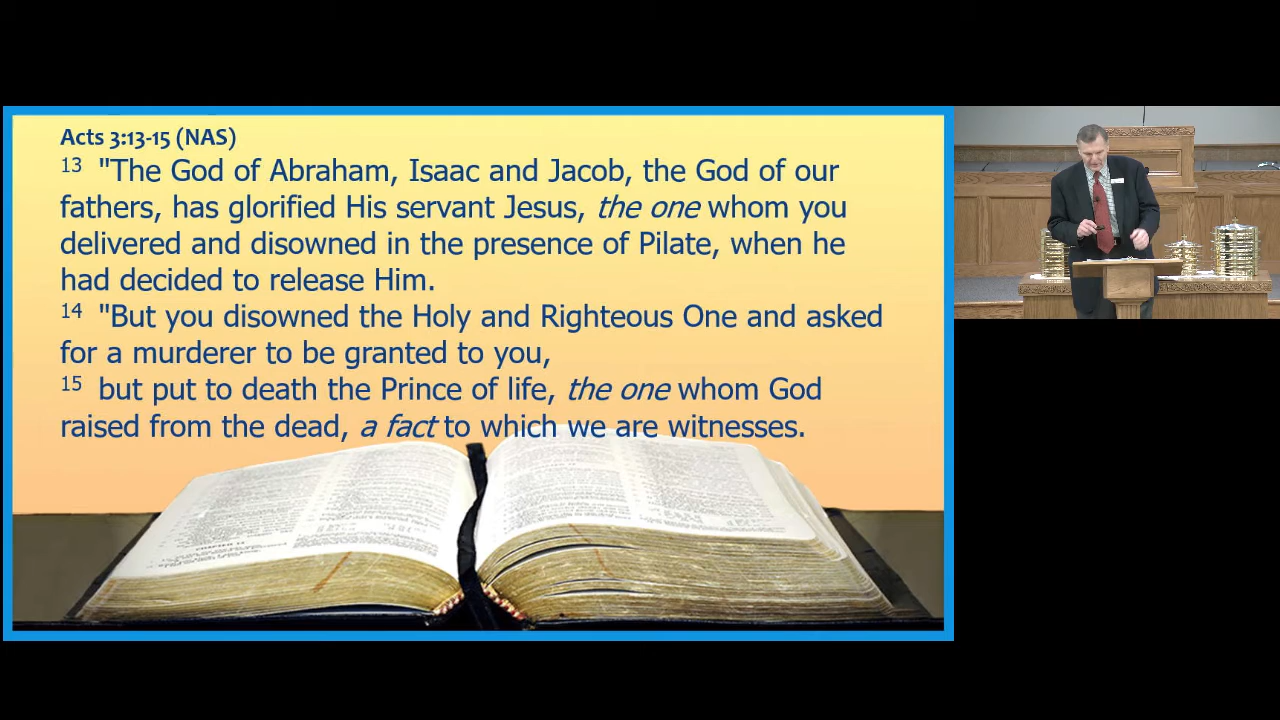 Acts 3:13-15 (NAS)
13 "The God of Abraham, Isaac and Jacob, the God of our
fathers, has glorified His servant Jesus, the one whom you
delivered and disowned in the presence of Pilate, when he
had decided to release Him.
14 "But you disowned the Holy and Righteous One and asked
for a murderer to be granted to you,
15 but put to death the Prince of life, the one whom God
raised from the dead, a fact to which we are witnesses.